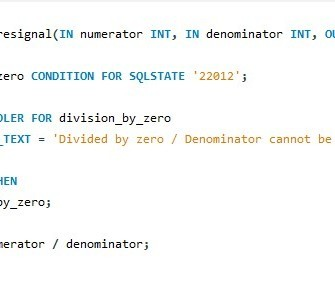 resignal(IN numerator INT, IN denominator INT, OU
zero CONDITION FOR SQLSTATE '22012';
DLER FOR division_by_zero
_TEXT = 'Divided by zero / Denominator cannot be
HEN
by_zero;
merator / denominator;